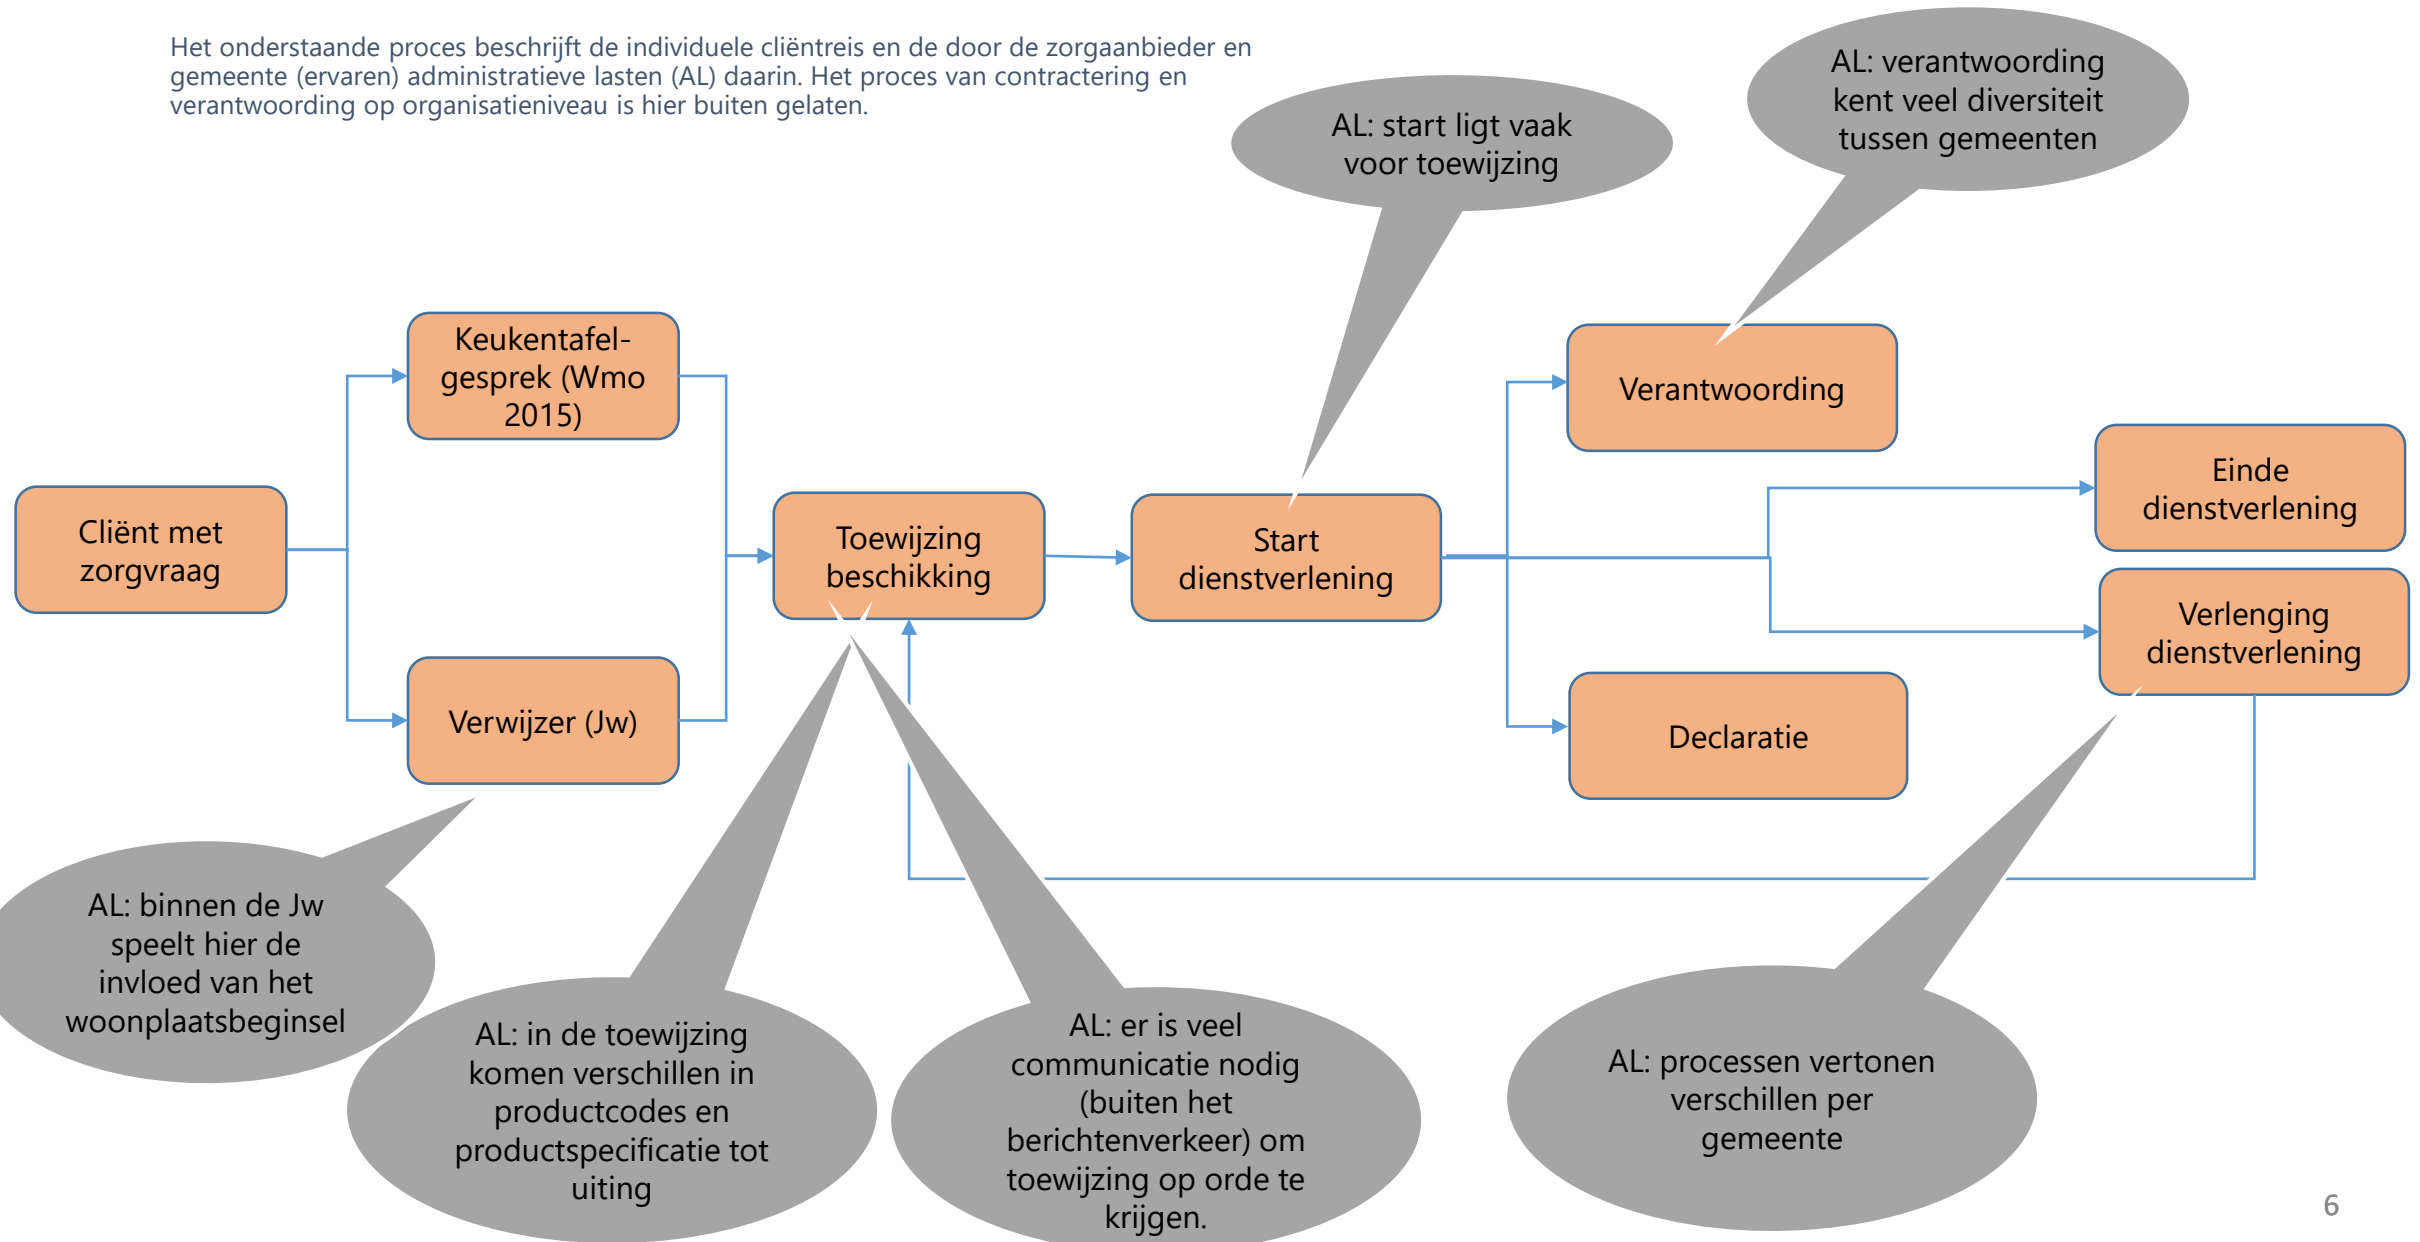 Het onderstaande proces beschrijft de individuele cliëntreis en de door de zorgaanbieder en
gemeente (ervaren) administratieve lasten (AL) daarin. Het proces van contractering en
verantwoording op organisatieniveau is hier buiten gelaten.
AL: start ligt vaak
voor toewijzing
AL: verantwoording
kent veel diversiteit
tussen gemeenten
Cliënt met
zorgvraag
Keukentafel-
gesprek (Wmo
2015)
Verwijzer (Jw)
Toewijzing
beschikking
Start
dienstverlening
Verantwoording
Declaratie
Einde
dienstverlening
Verlenging
dienstverlening
AL: binnen de Jw
speelt hier de
invloed van het
woonplaatsbeginsel
AL: in de toewijzing
komen verschillen in
productcodes en
productspecificatie tot
uiting
AL: er is veel
communicatie nodig
(buiten het
berichtenverkeer) om
toewijzing op orde te
krijgen.
AL: processen vertonen
verschillen per
gemeente
6